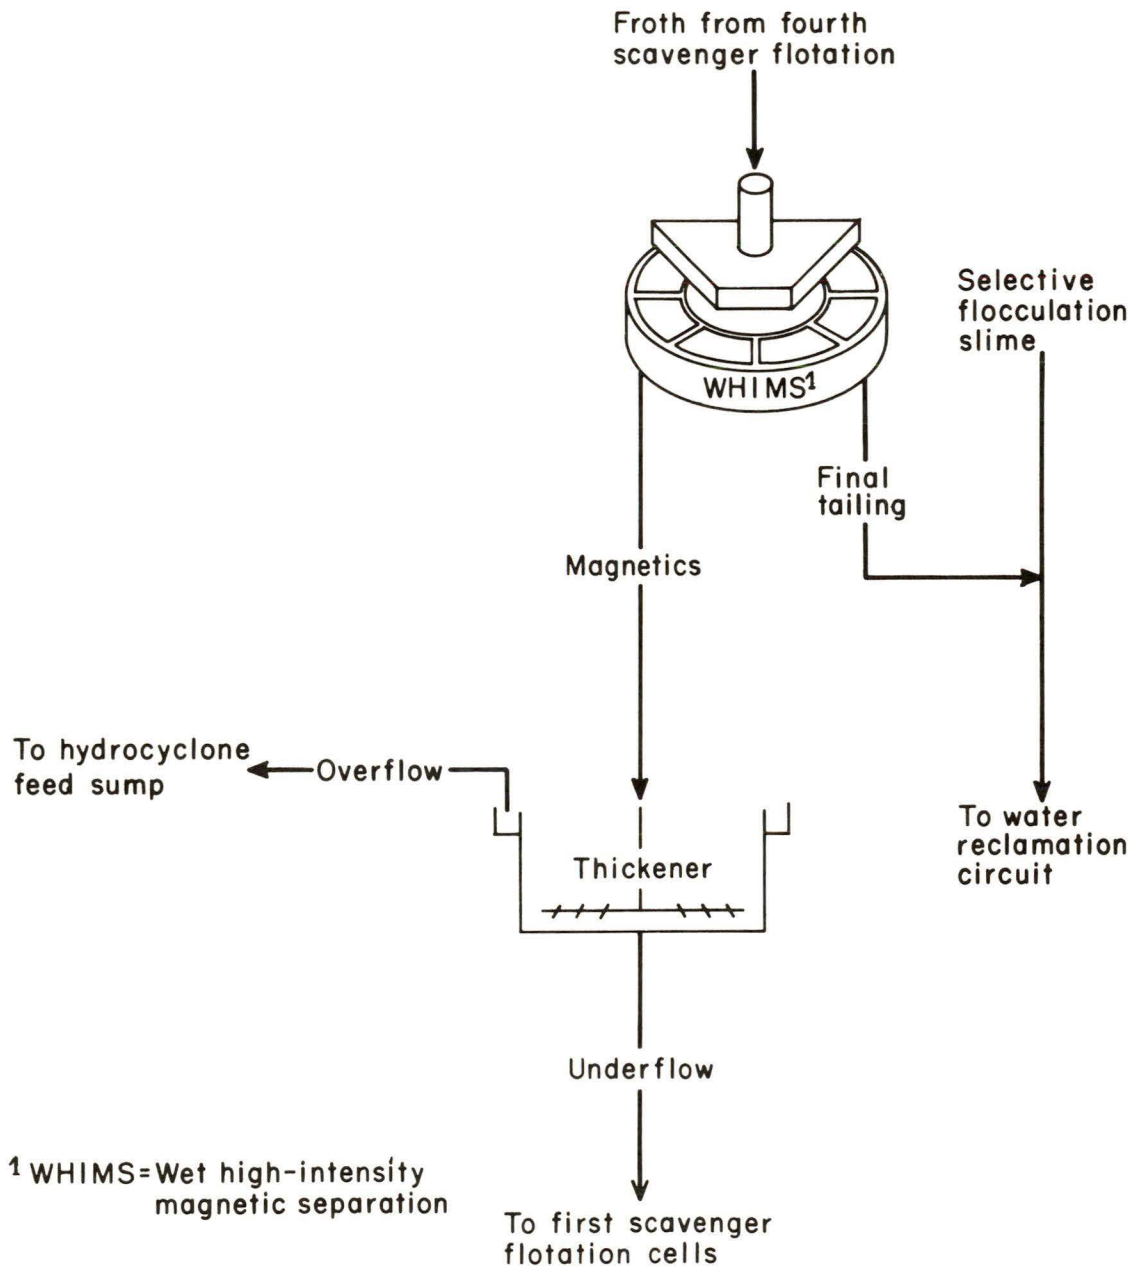 Froth from fourth
scavenger flotation
WHIMS¹
Selective
flocculation
slime
Final
tailing
Magnetics
To hydrocyclone
feed sump
Overflow
Thickener
To water
reclamation
circuit
Underflow
¹ WHIMS=Wet high-intensity
magnetic separation
To first scavenger
flotation cells